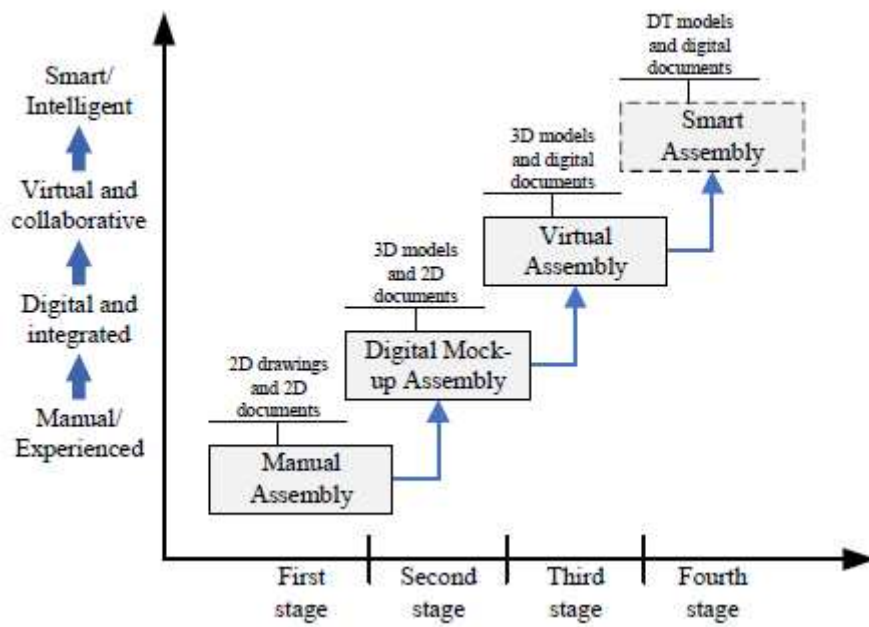 Smart/
Intelligent
Virtual and
collaborative
Digital and
integrated
Manual/
Experienced
DT models
and digital
documents
Smart
Assembly
3D models
and digital
documents
Virtual
Assembly
3D models
and 2D
documents
Digital Mock-
up Assembly
2D drawings
and 2D
documents
Manual
Assembly
First
stage
Second
stage
Third
stage
Fourth
stage